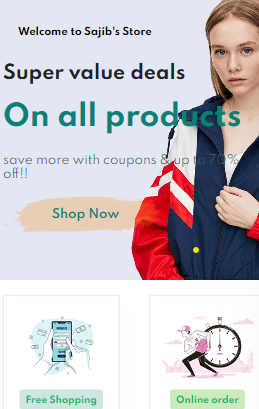 Welcome to Sajib's Store
Super value deals
On all products
save more with coupons & up to 70%
off!!
Shop Now
Free Shopping
Online order